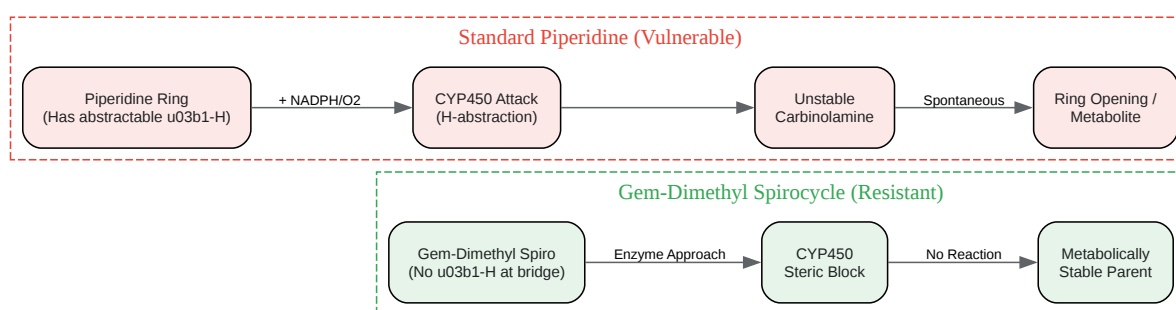 Standard Piperidine (Vulnerable)
Piperidine Ring
(Has abstractable u03b1-H)
+ NADPH/O2
CYP450 Attack
(H-abstraction)
Unstable
Carbinolamine
Spontaneous
Ring Opening /
Metabolite
Gem-Dimethyl Spirocycle (Resistant)
Gem-Dimethyl Spiro
(No u03b1-H at bridge)
Enzyme Approach
CYP450
Steric Block
No Reaction
Metabolically
Stable Parent